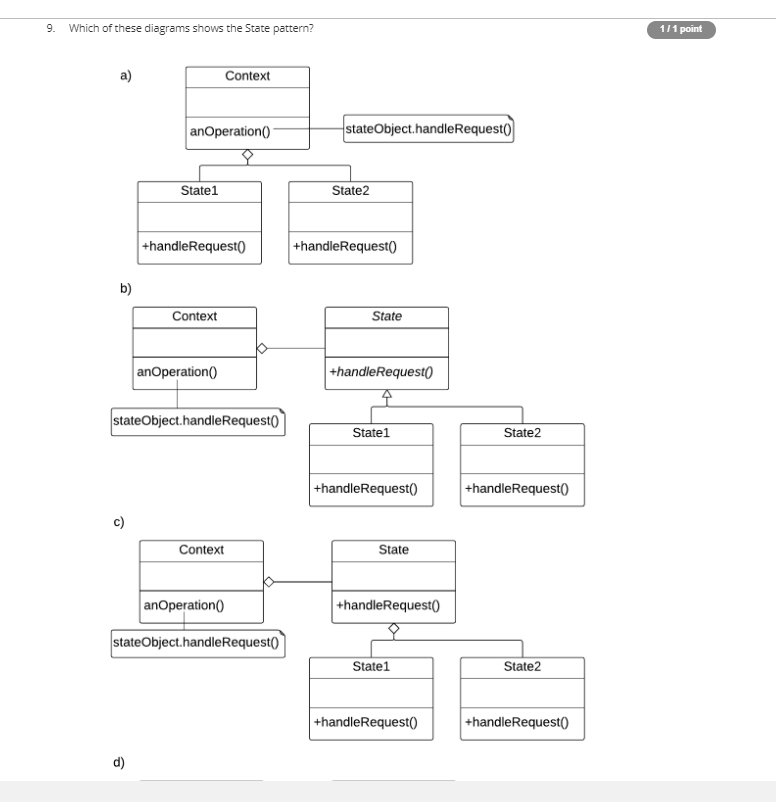 9. Which of these diagrams shows the State pattern?
1 / 1 point
a)
Context
anOperation()
stateObject.handleRequest()
State1
State2
+handleRequest()
+handleRequest()
b)
Context
State
anOperation()
+handleRequest()
stateObject.handleRequest()
State1
State2
+handleRequest()
+handleRequest()
c)
Context
State
anOperation()
+handleRequest()
stateObject.handleRequest()
State1
State2
+handleRequest()
+handleRequest()
d)